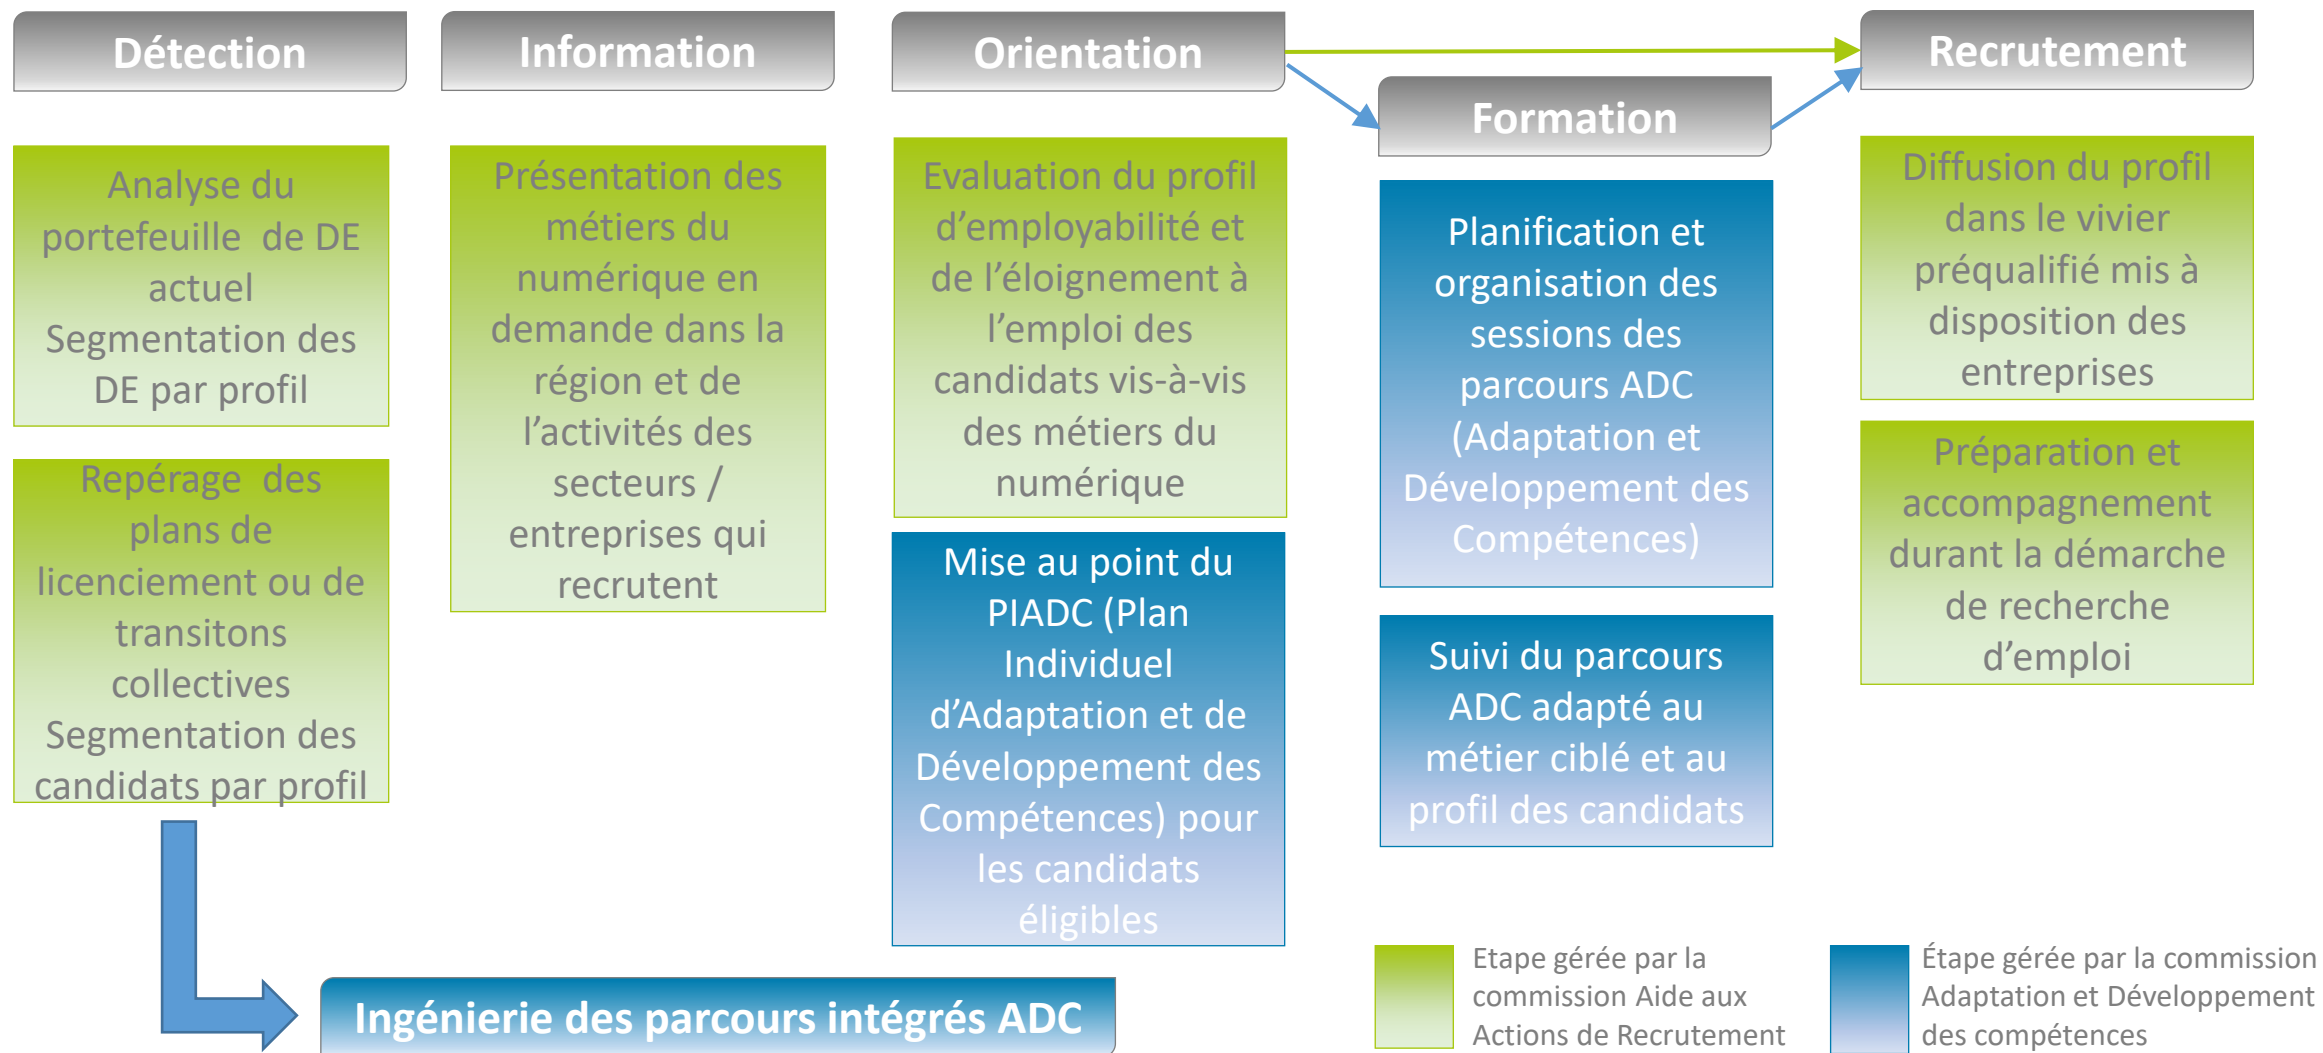 Détection
Information
Orientation
Formation
Recrutement
Analyse du
portefeuille de DE
actuel
Segmentation des
DE par profil
Repérage des
plans de
licenciement ou de
transitons
collectives
Segmentation des
candidats par profil
Présentation des
métiers du
numérique en
demande dans la
région et de
l’activités des
secteurs /
entreprises qui
recrutent
Evaluation du profil
d’employabilité et
de l’éloignement à
l’emploi des
candidats vis-à-vis
des métiers du
numérique
Mise au point du
PIADC (Plan
Individuel
d’Adaptation et de
Développement des
Compétences) pour
les candidats
éligibles
Planification et
organisation des
sessions des
parcours ADC
(Adaptation et
Développement des
Compétences)
Suivi du parcours
ADC adapté au
métier ciblé et au
profil des candidats
Diffusion du profil
dans le vivier
préqualifié mis à
disposition des
entreprises
Préparation et
accompagnement
durant la démarche
de recherche
d’emploi
Ingénierie des parcours intégrés ADC
Etape gérée par la
commission Aide aux
Actions de Recrutement
Étape gérée par la commission
Adaptation et Développement
des compétences